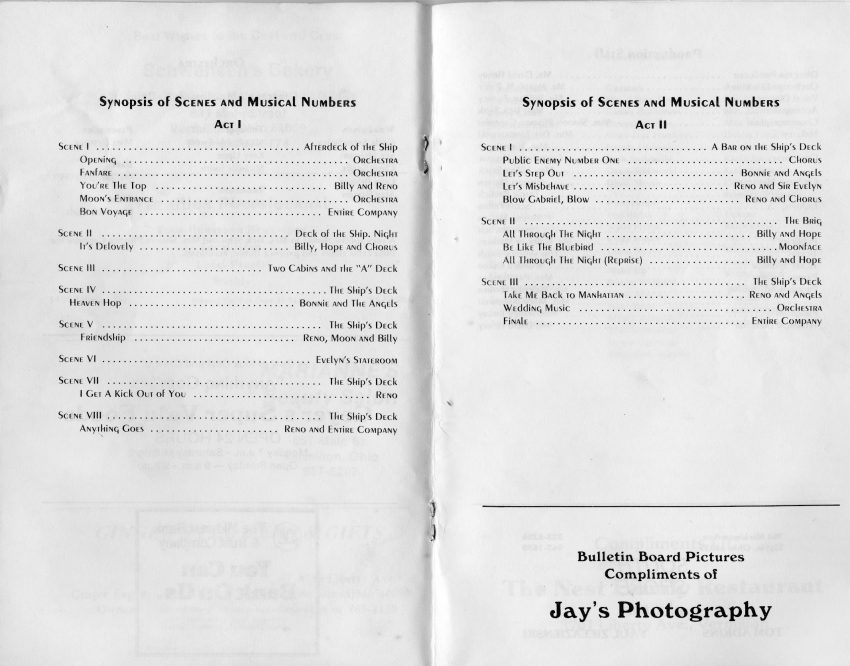 Synopsis of Scenes and Musical Numbers
Act I
Scene I ........................................ Afterdeck of the Ship
Opening ........................................ Orchestra
Fanfare ........................................ Orchestra
You're The Top ............................... Billy and Reno
Moon's Entrance ............................... Orchestra
Bon Voyage ............................... Entire Company
Scene II ............................... Deck of the Ship. Night
It's Delovely .......................... Billy, Hope and Chorus
Scene III ........................... Two Cabins and the "A" Deck
Scene IV ........................................ The Ship's Deck
Heaven Hop ............................ Bonnie and The Angels
Scene V ........................................ The Ship's Deck
Friendship ............................ Reno, Moon and Billy
Scene VI ................................... Evelyn's Stateroom
Scene VII ..................................... The Ship's Deck
I Get A Kick Out of You ............................... Reno
Scene VIII ..................................... The Ship's Deck
Anything Goes ...................... Reno and Entire Company
Synopsis of Scenes and Musical Numbers
Act II
Scene I ................................. A Bar on the Ship's Deck
Public Enemy Number One ........................... Chorus
Let's Step Out ............................ Bonnie and Angels
Let's Misbehave ........................... Reno and Sir Evelyn
Blow Gabriel, Blow ......................... Reno and Chorus
Scene II ........................................... The Brig
All Through The Night ......................... Billy and Hope
Be Like The Bluebird .............................. Moonface
All Through The Night (Reprise) ................. Billy and Hope
Scene III ...................................... The Ship's Deck
Take Me Back to Manhattan .................... Reno and Angels
Wedding Music ................................. Orchestra
Finale .................................... Entire Company
Bulletin Board Pictures
Compliments of
Jay's Photography